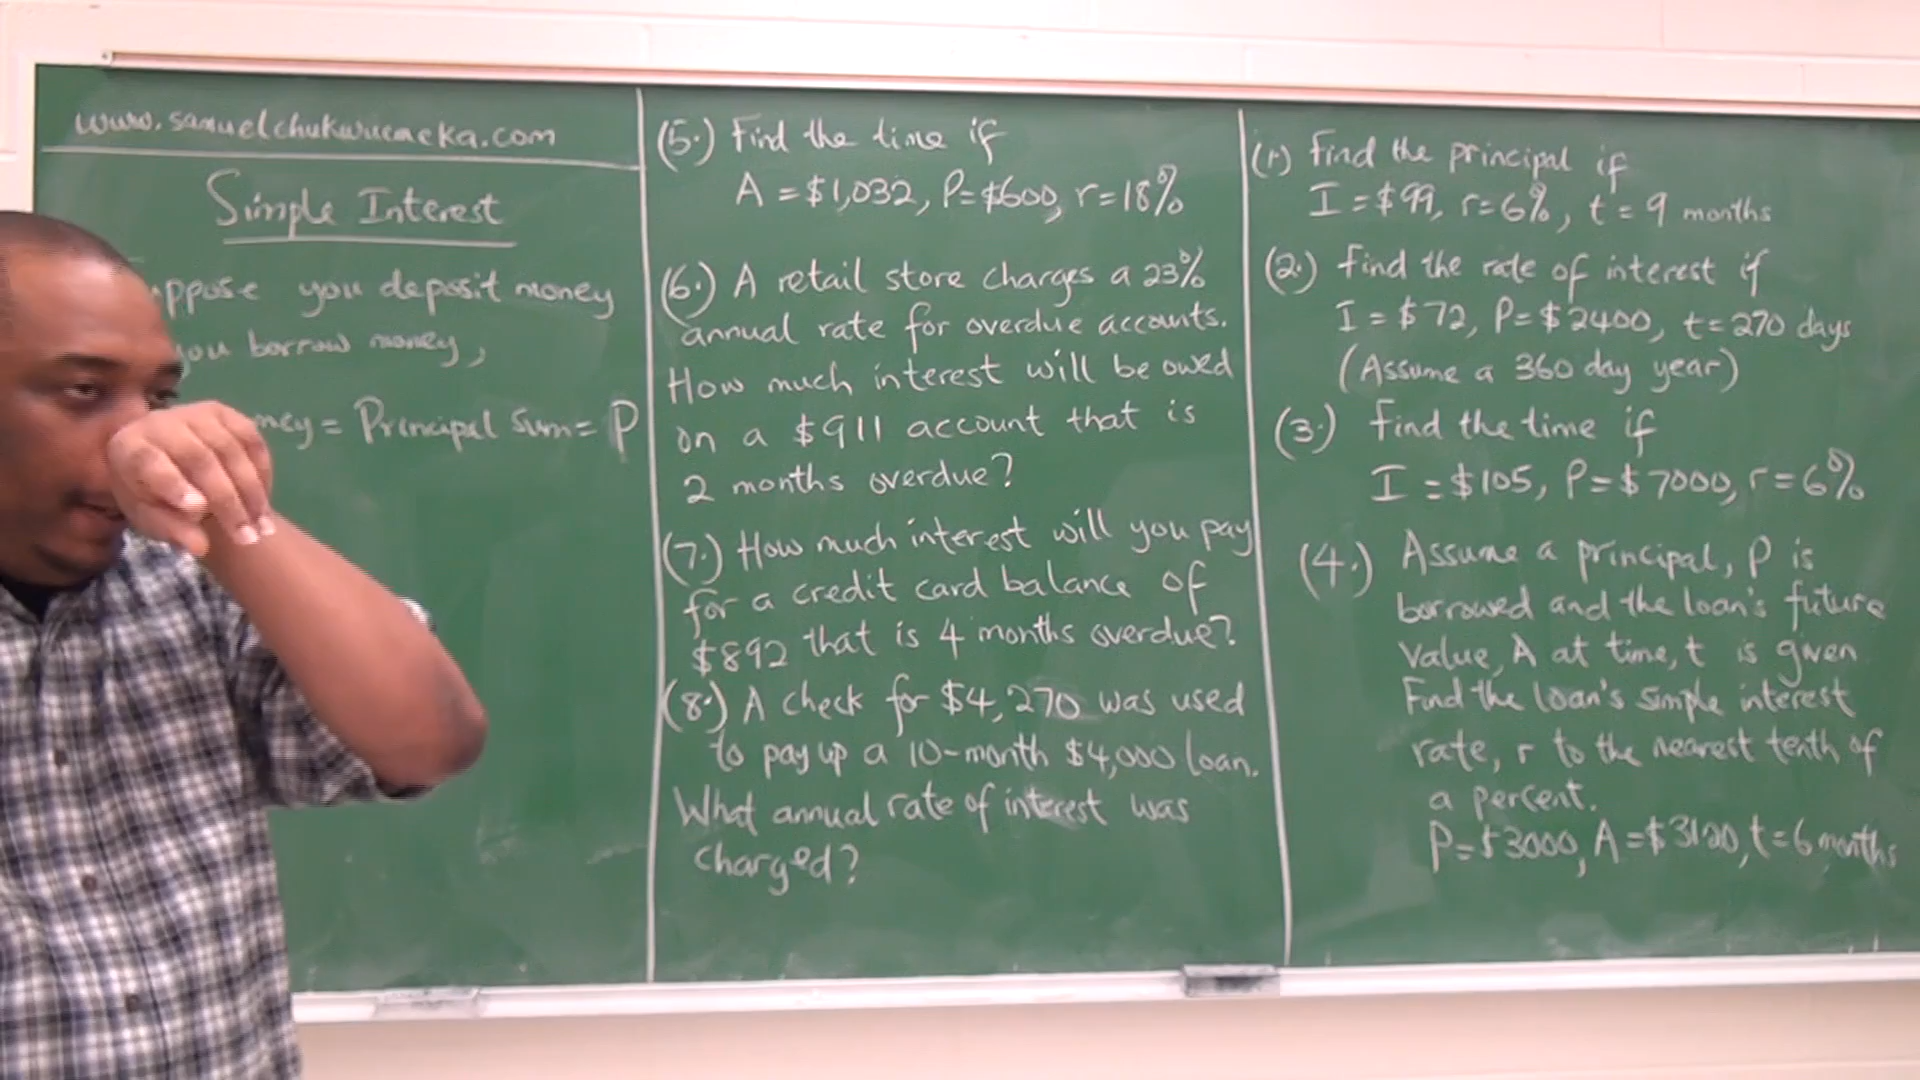 www.samuelchukwuemeka.com
Simple Interest
you deposit money
you borrow money,
= Principal Sum = P
(5.) Find the time if
A = $1,032, P = $600, r = 18%
(6.) A retail store charges a 23%
annual rate for overdue accounts.
How much interest will be owed
on a $911 account that is
2 months overdue?
(7.) How much interest will you pay
for a credit card balance of
$892 that is 4 months overdue?
(8.) A check for $4,270 was used
to pay up a 10-month $4,000 loan.
What annual rate of interest was
charged?
(1.) Find the principal if
I = $99, r = 6%, t = 9 months
(2.) Find the rate of interest if
I = $72, P = $2400, t = 270 days
(Assume a 360 day year)
(3.) Find the time if
I = $105, P = $7000, r = 6%
(4.) Assume a principal, P is
borrowed and the loan's future
value, A at time, t is given
Find the loan's simple interest
rate, r to the nearest tenth of
a percent.
P = $3000, A = t = 6 months